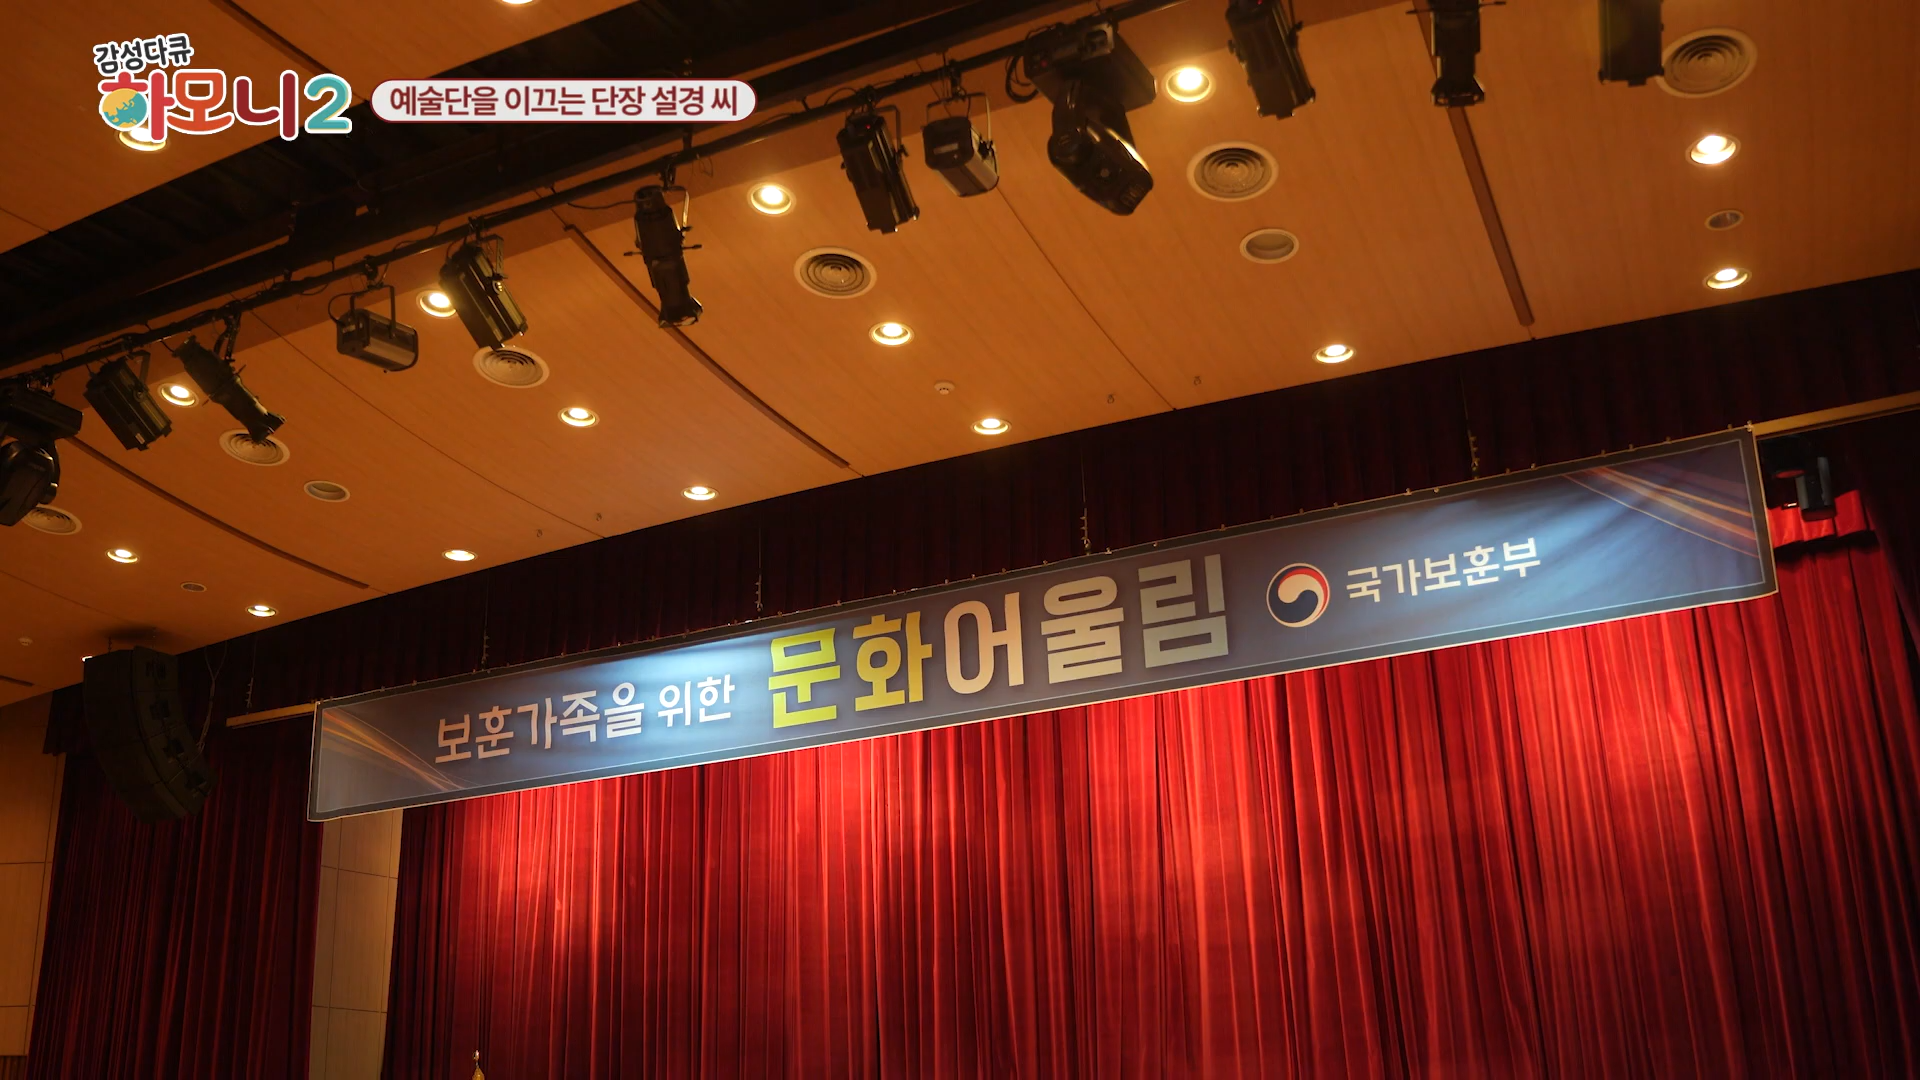 감성다큐
하모니2
예술단을 이끄는 단장 설경 씨
보훈가족을 위한 문화어울림 국가보훈부